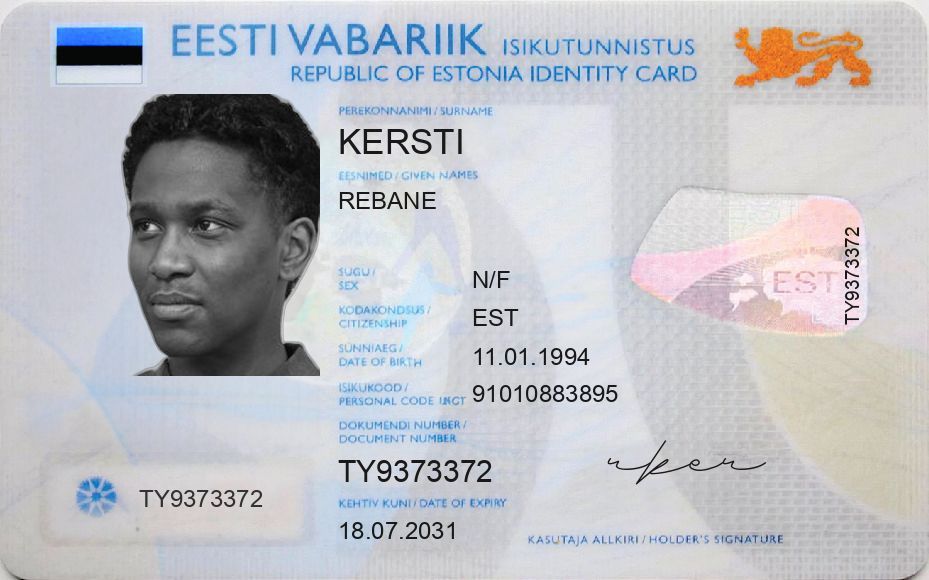 EESTI VABARIIK ISIKUTUNNISTUS
REPUBLIC OF ESTONIA IDENTITY CARD
PEREKONNANIMI / SURNAME
KERSTI
EESNIMED / GIVEN NAMES
REBANE
SUGU /
SEX
N/F
KODAKONDSUS /
CITIZENSHIP
EST
SÜNNIAEG /
DATE OF BIRTH
11.01.1994
ISIKUKOOD /
PERSONAL CODE
91010883895
DOKUMENDI NUMBER /
DOCUMENT NUMBER
TY9373372
KEHTIV KUNI / DATE OF EXPIRY
18.07.2031
TY9373372
EST
TY9373372
KASUTAJA ALLKIRI / HOLDER'S SIGNATURE